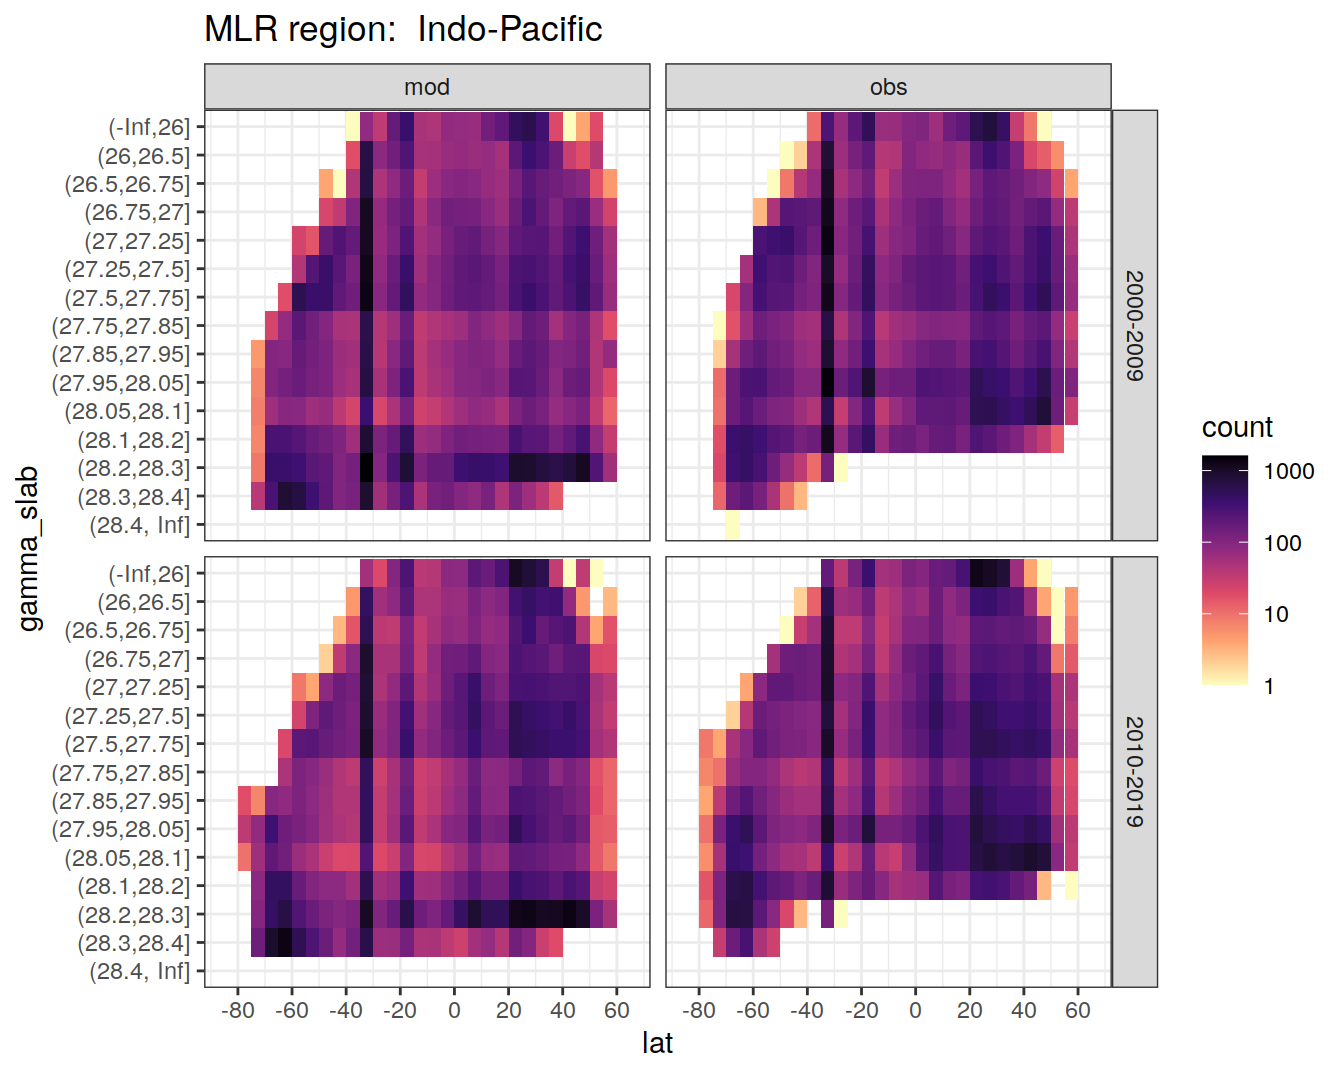 MLR region:  Indo-Pacific
mod
obs
(-Inf,26]
(26,26.5]
(26.5,26.75]
(26.75,27]
(27,27.25]
(27.25,27.5]
(27.5,27.75]
(27.75,27.85]
(27.85,27.95]
(27.95,28.05]
(28.05,28.1]
(28.1,28.2]
(28.2,28.3]
(28.3,28.4]
(28.4, Inf]
2000-2009
(-Inf,26]
(26,26.5]
(26.5,26.75]
(26.75,27]
(27,27.25]
(27.25,27.5]
(27.5,27.75]
(27.75,27.85]
(27.85,27.95]
(27.95,28.05]
(28.05,28.1]
(28.1,28.2]
(28.2,28.3]
(28.3,28.4]
(28.4, Inf]
2010-2019
-80 -60 -40 -20 0 20 40 60
-80 -60 -40 -20 0 20 40 60
lat
gamma_slab
count
1000
100
10
1